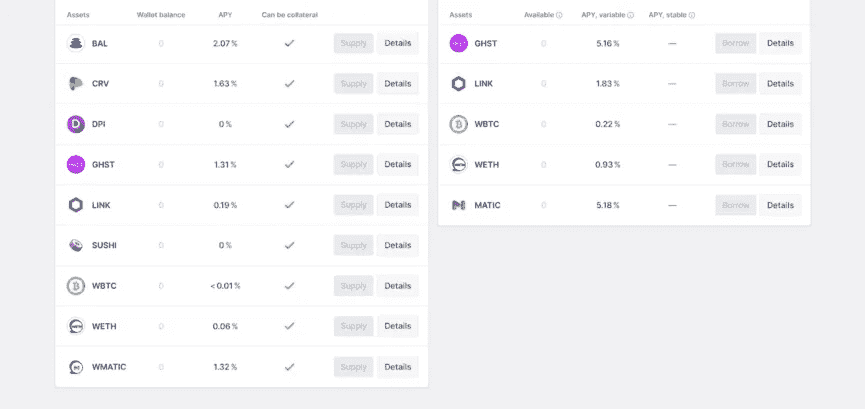 Assets Wallet balance APY Can be collateral
BAL 0 2.07 % Supply Details
CRV 0 1.63 % Supply Details
DPI 0 0 % Supply Details
GHST 0 1.31 % Supply Details
LINK 0 0.19 % Supply Details
SUSHI 0 0 % Supply Details
WBTC 0 < 0.01 % Supply Details
WETH 0 0.06 % Supply Details
WMATIC 0 1.32 % Supply Details
Assets Available APY, variable APY, stable
GHST 0 5.16 % — Borrow Details
LINK 0 1.83 % — Borrow Details
WBTC 0 0.22 % — Borrow Details
WETH 0 0.93 % — Borrow Details
MATIC 0 5.18 % — Borrow Details